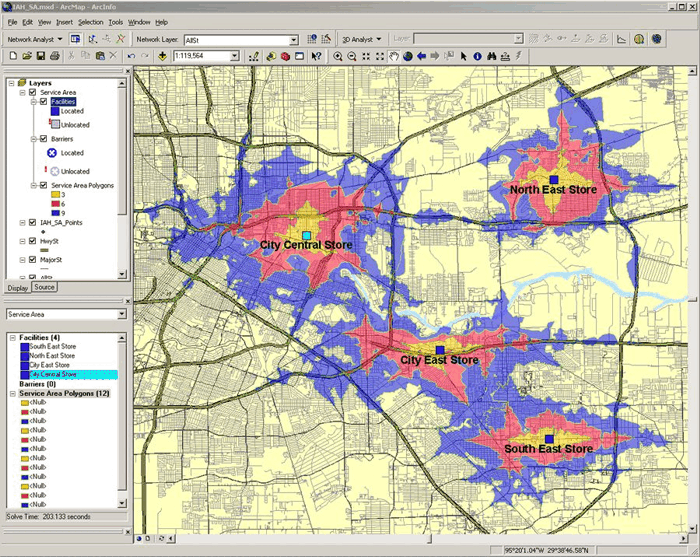 IAH_SA.mxd - ArcMap - ArcInfo
File Edit View Insert Selection Tools Window Help
Network Analyst Network Layer: AllSt 3D Analyst Layer:
1:119,564
Layers
Service Area
Facilities
Located
Unlocated
Barriers
Located
Unlocated
Service Area Polygons
3
6
9
IAH_SA_Points
HwySt
MajorSt
AllSt
Display Source
Service Area
Facilities (4)
South East Store
North East Store
City East Store
City Central Store
Barriers (0)
Service Area Polygons (12)
<Null>
<Null>
<Null>
<Null>
<Null>
<Null>
<Null>
<Null>
<Null>
<Null>
<Null>
<Null>
Solve Time: 203.133 seconds
North East Store
City Central Store
City East Store
South East Store
95°20'1.04"W 29°38'46.58"N